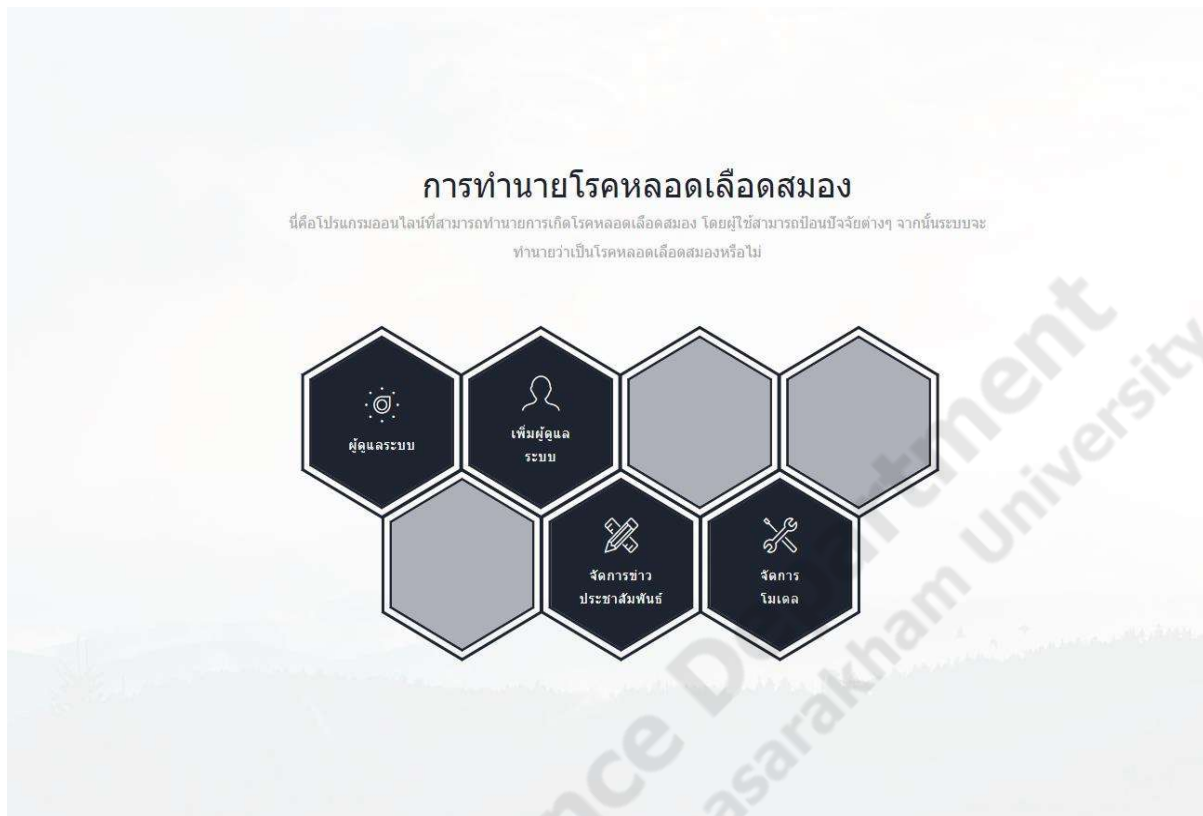 การทำนายโรคหลอดเลือดสมอง
นี่คือโปรแกรมออนไลน์ที่สามารถทำนายการเกิดโรคหลอดเลือดสมอง โดยผู้ใช้สามารถป้อนปัจจัยต่างๆ จากนั้นระบบจะ
ทำนายว่าเป็นโรคหลอดเลือดสมองหรือไม่
ผู้ดูแลระบบ
เพิ่มผู้ดูแล
ระบบ
จัดการข่าว
ประชาสัมพันธ์
จัดการ
โมเดล
nce Department
asarakham University